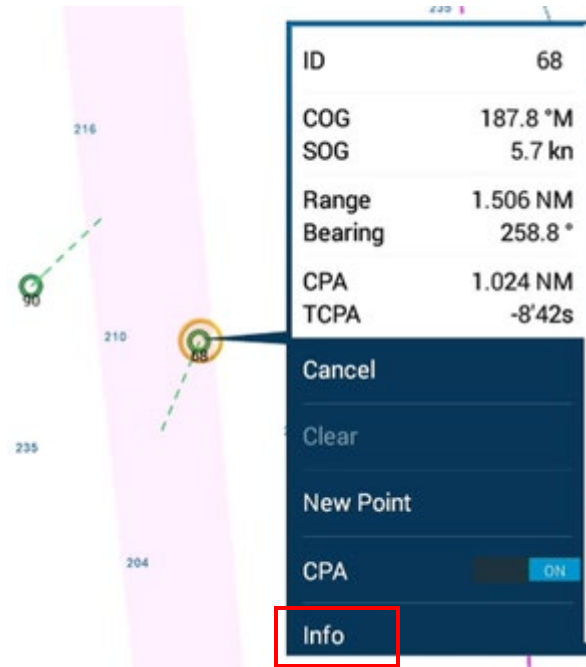 235
ID 68
COG 187.8 °M
SOG 5.7 kn
Range 1.506 NM
Bearing 258.8 °
CPA 1.024 NM
TCPA -8'42s
Cancel
Clear
New Point
CPA ON
Info
216
90
210
68
235
204